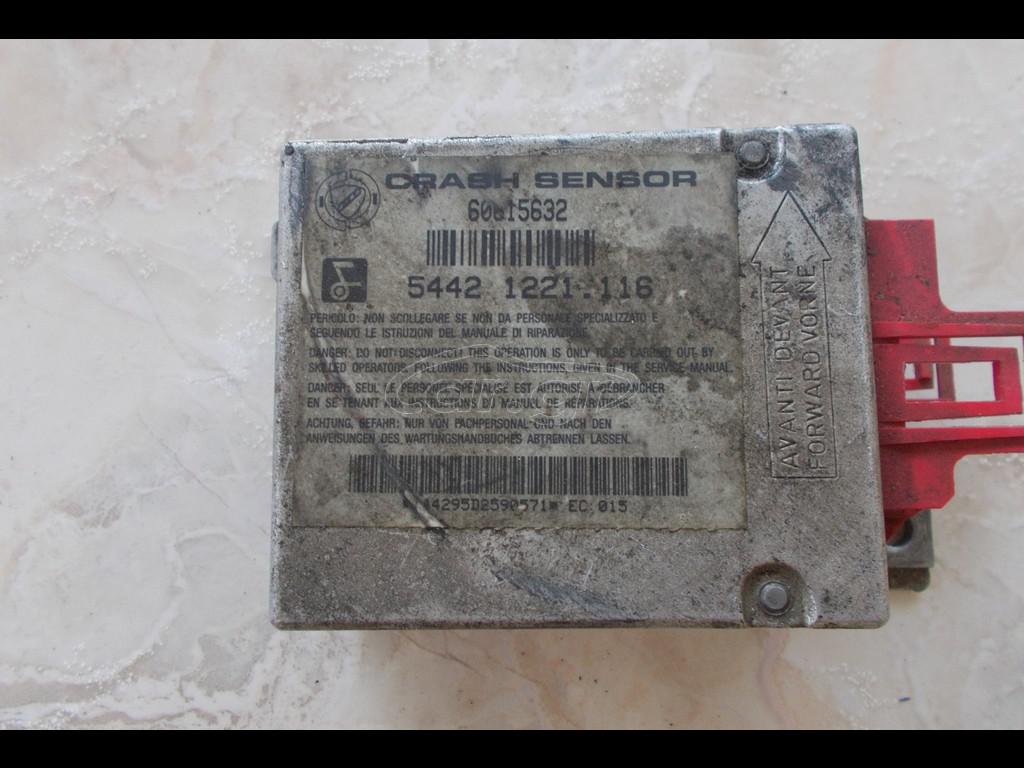 CRASH SENSOR
5442 1221.116
PERICOLO: NON SCOLLEGARE SE NON DA PERSONALE SPECIALIZZATO E
SEGUENDO LE ISTRUZIONI DEL MANUALE DI RIPARAZIONE.
DANGER: DO NOT DISCONNECT! THIS OPERATION IS ONLY TO BE CARRIED OUT BY
SKILLED OPERATORS, FOLLOWING THE INSTRUCTIONS, GIVEN IN THE SERVICE MANUAL.
DANGER: SEUL LE PERSONEL SPECIALISE EST AUTORISE A DEBRANCHER
EN SE TENANT AUX INSTRUCTIONS DU MANUEL DE REPARATIONS.
ACHTUNG, GEFAHR: NUR VON FACHPERSONAL UND NACH DEN
ANWEISUNGEN DES WARTUNGSHANDBUCHES ABTRENNEN LASSEN.
EC 015
AVANTI DEVANT
FORWARD VORNE